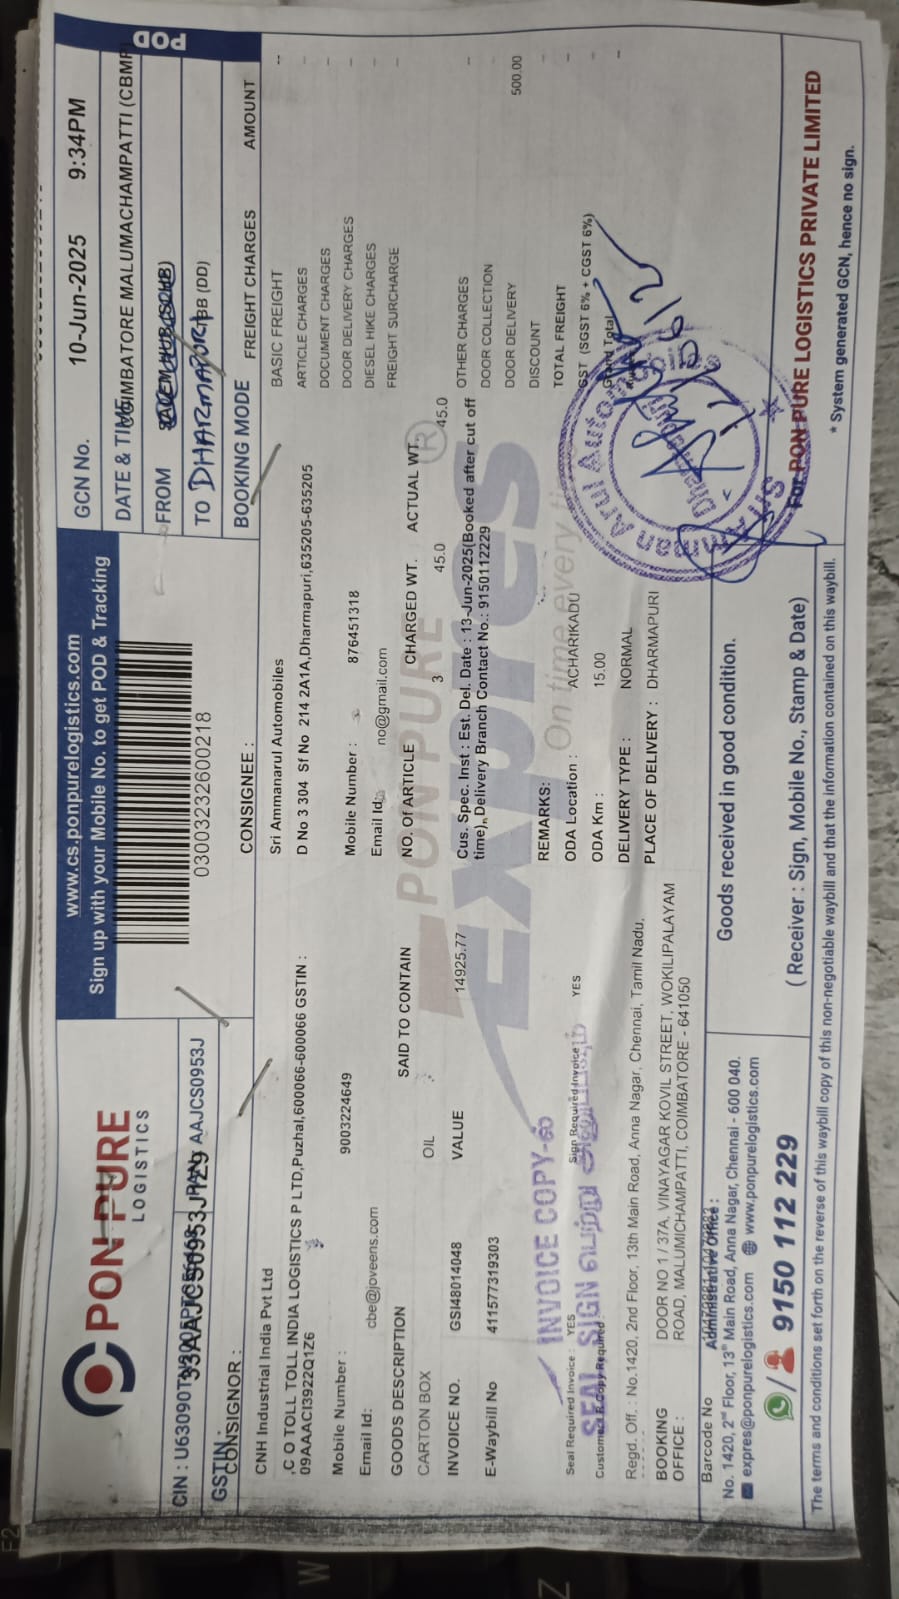 POD
PON PURE
LOGISTICS
CIN : U63090TN2005PTC
PAN: AAJCS0953J
GSTIN: 33AAJCS0953J1Z9
www.cs.ponpurelogistics.com
Sign up with your Mobile No. to get POD & Tracking
03003232600218
GCN No. 10-Jun-2025 9:34PM
DATE & TIME
COIMBATORE MALUMACHAMPATTI (CBMP)
FROM SALEM HUB (SOHB)
TO DHARMAPURI BB (DD)
BOOKING MODE FREIGHT CHARGES AMOUNT
CONSIGNOR :
CNH Industrial India Pvt Ltd
,C O TOLL TOLL INDIA LOGISTICS P LTD,Puzhal,600066-600066 GSTIN :
09AAACI3922Q1Z6
Mobile Number : 9003224649
Email Id: cbe@joveens.com
CONSIGNEE :
Sri Ammanarul Automobiles
D No 3 304 Sf No 214 2A1A,Dharmapuri,635205-635205
Mobile Number : 876451318
Email Id: no@gmail.com
GOODS DESCRIPTION SAID TO CONTAIN NO. Of ARTICLE CHARGED WT. ACTUAL WT.
CARTON BOX OIL 3 45.0 45.0
INVOICE NO. GSI48014048 VALUE 14925.77
E-Waybill No 411577319303
Cus. Spec. Inst : Est. Del. Date : 13-Jun-2025(Booked after cut off
time), Delivery Branch Contact No.: 9150112229
BASIC FREIGHT --
ARTICLE CHARGES --
DOCUMENT CHARGES --
DOOR DELIVERY CHARGES --
DIESEL HIKE CHARGES --
FREIGHT SURCHARGE --
OTHER CHARGES --
DOOR COLLECTION --
DOOR DELIVERY 500.00
DISCOUNT --
TOTAL FREIGHT --
GST (SGST 6% + CGST 6%)
Grand Total --
PON PURE
Expres
On time every time
®
INVOICE COPY-ல்
SEAL SIGN பெற்று
Seal Required Invoice : YES
Sign Required Invoice : YES
Customer Copy Required :
REMARKS:
ODA Location : ACHARIKADU
ODA Km : 15.00
DELIVERY TYPE : NORMAL
PLACE OF DELIVERY : DHARMAPURI
Regd. Off. : No.1420, 2nd Floor, 13th Main Road, Anna Nagar, Chennai, Tamil Nadu,
BOOKING OFFICE : DOOR NO 1 / 37A, VINAYAGAR KOVIL STREET, WOKILIPALAYAM
ROAD, MALUMICHAMPATTI, COIMBATORE - 641050
Barcode No
Administrative Office :
No. 1420, 2nd Floor, 13th Main Road, Anna Nagar, Chennai - 600 040.
expres@ponpurelogistics.com www.ponpurelogistics.com
/ 9150 112 229
Goods received in good condition.
( Receiver : Sign, Mobile No., Stamp & Date)
For PON PURE LOGISTICS PRIVATE LIMITED
* System generated GCN, hence no sign.
The terms and conditions set forth on the reverse of this waybill copy of this non-negotiable waybill and that the information contained on this waybill.
F2
W
Z